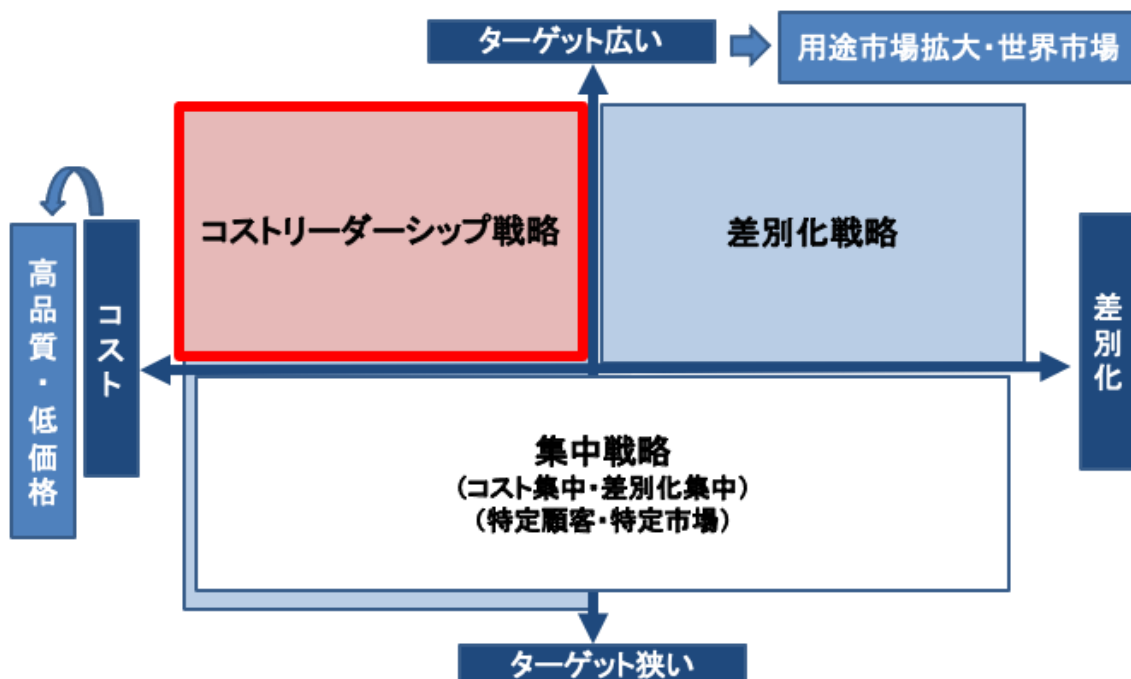 ターゲット広い
用途市場拡大・世界市場
コストリーダーシップ戦略
差別化戦略
高品質・低価格
コスト
差別化
集中戦略
(コスト集中・差別化集中)
(特定顧客・特定市場)
ターゲット狭い